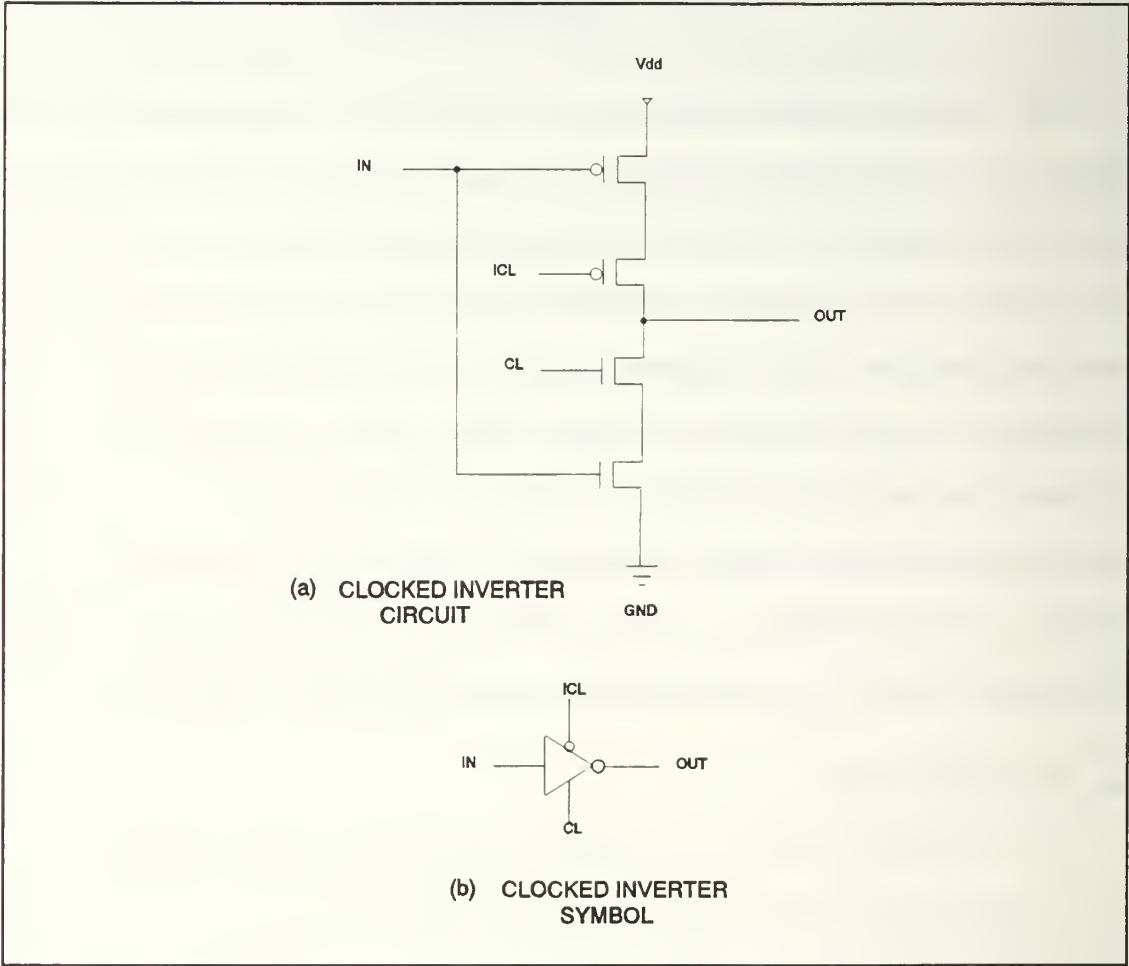 Vdd
IN
ICL
OUT
CL
(a) CLOCKED INVERTER
CIRCUIT
GND
ICL
IN
OUT
CL
(b) CLOCKED INVERTER
SYMBOL